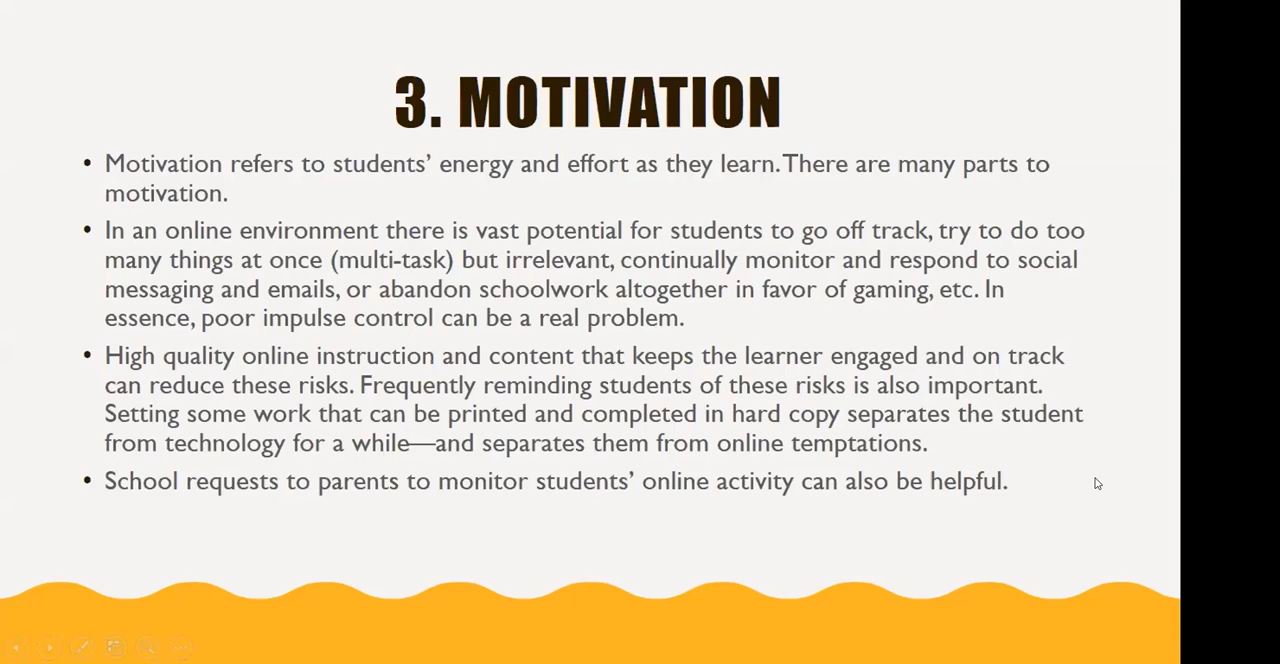 3. MOTIVATION
• Motivation refers to students’ energy and effort as they learn. There are many parts to
motivation.
• In an online environment there is vast potential for students to go off track, try to do too
many things at once (multi-task) but irrelevant, continually monitor and respond to social
messaging and emails, or abandon schoolwork altogether in favor of gaming, etc. In
essence, poor impulse control can be a real problem.
• High quality online instruction and content that keeps the learner engaged and on track
can reduce these risks. Frequently reminding students of these risks is also important.
Setting some work that can be printed and completed in hard copy separates the student
from technology for a while—and separates them from online temptations.
• School requests to parents to monitor students’ online activity can also be helpful.